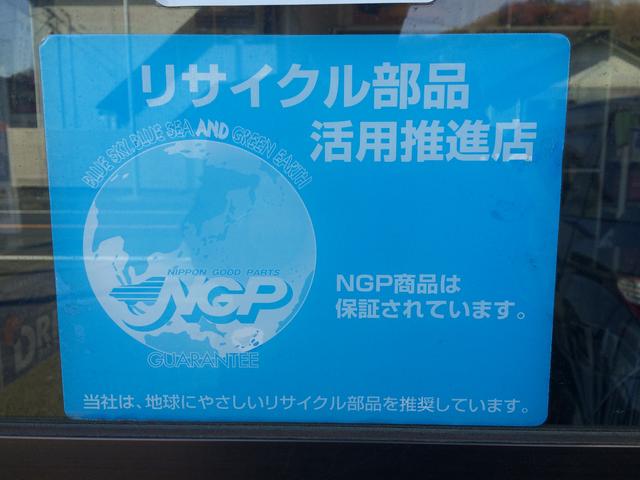 リサイクル部品
活用推進店
BLUE SKY BLUE SEA AND GREEN EARTH
NIPPON GOOD PARTS
NGP
GUARANTEE
NGP商品は
保証されています。
当社は、地球にやさしいリサイクル部品を推奨しています。